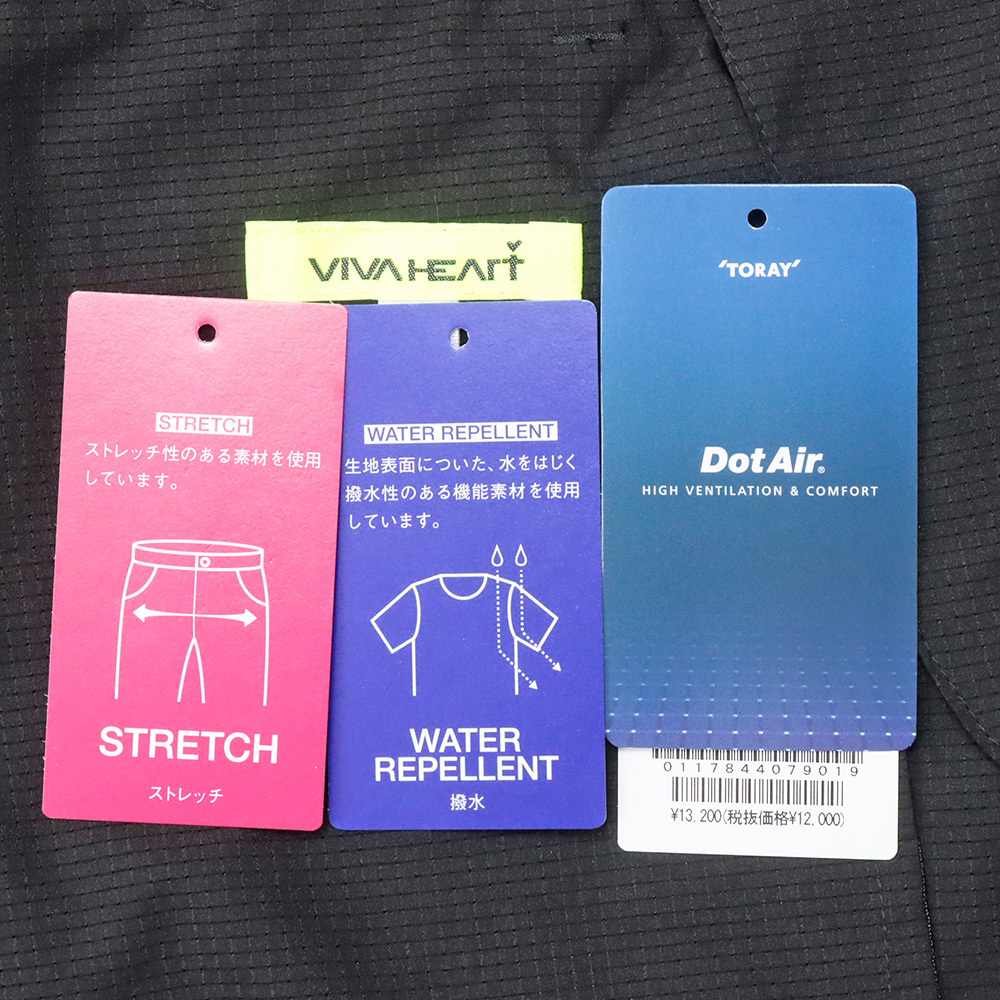 VIVA HEART
STRETCH
ストレッチ性のある素材を使用
しています。
STRETCH
ストレッチ
WATER REPELLENT
生地表面についた、水をはじく
撥水性のある機能素材を使用
しています。
WATER
REPELLENT
撥水
'TORAY'
Dot Air®
HIGH VENTILATION & COMFORT
0117844079019
¥13,200(税抜価格¥12,000)